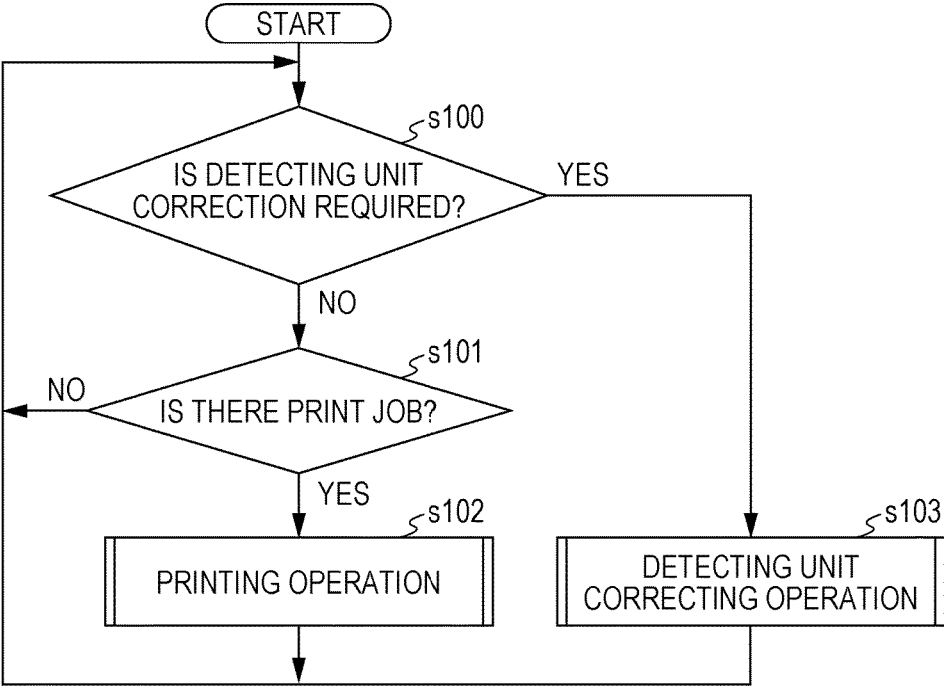 START
s100
IS DETECTING UNIT
CORRECTION REQUIRED?
YES
NO
s101
NO
IS THERE PRINT JOB?
YES
s102
PRINTING OPERATION
s103
DETECTING UNIT
CORRECTING OPERATION